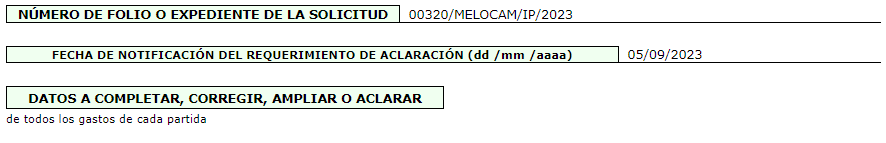 NÚMERO DE FOLIO O EXPEDIENTE DE LA SOLICITUD 00320/MELOCAM/IP/2023
FECHA DE NOTIFICACIÓN DEL REQUERIMIENTO DE ACLARACIÓN (dd /mm /aaaa) 05/09/2023
DATOS A COMPLETAR, CORREGIR, AMPLIAR O ACLARAR
de todos los gastos de cada partida